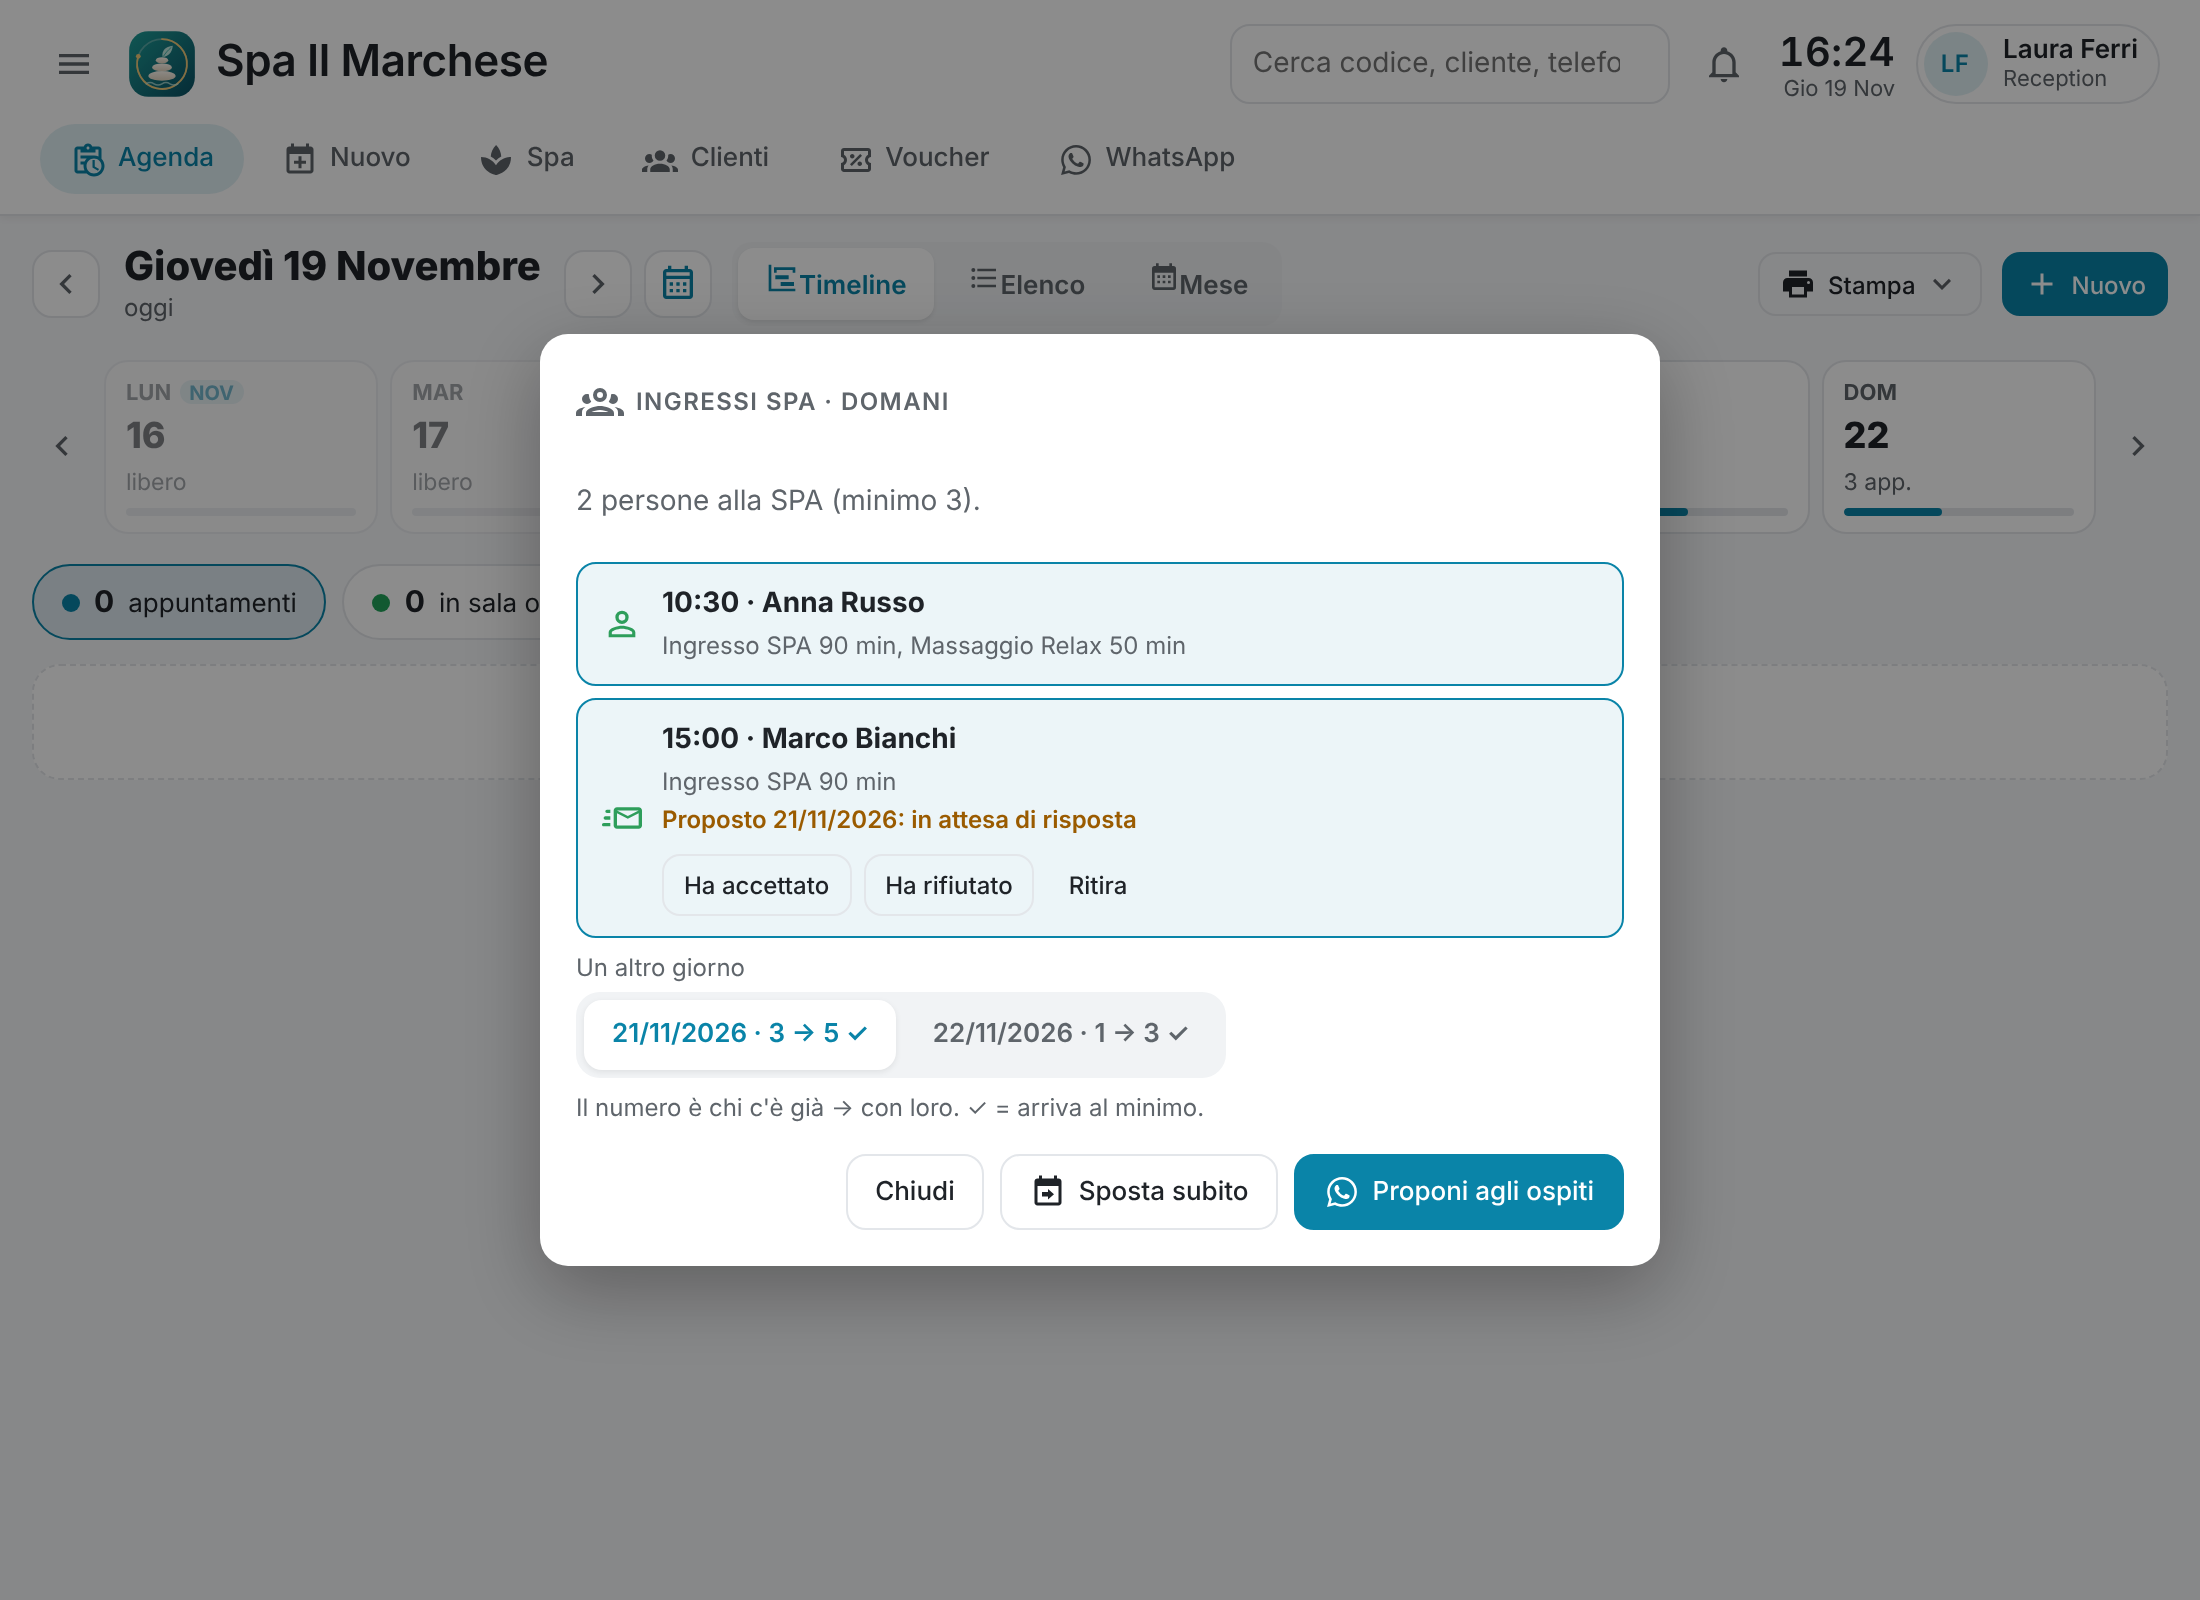 Spa Il Marchese
Cerca codice, cliente, telefo
16:24
Gio 19 Nov
LF
Laura Ferri
Reception
Agenda
Nuovo
Spa
Clienti
Voucher
WhatsApp
Giovedì 19 Novembre
oggi
Timeline
Elenco
Mese
Stampa
Nuovo
LUN NOV
16
libero
MAR
17
libero
DOM
22
3 app.
0 appuntamenti
0 in sala o
INGRESSI SPA · DOMANI
2 persone alla SPA (minimo 3).
10:30 · Anna Russo
Ingresso SPA 90 min, Massaggio Relax 50 min
15:00 · Marco Bianchi
Ingresso SPA 90 min
Proposto 21/11/2026: in attesa di risposta
Ha accettato
Ha rifiutato
Ritira
Un altro giorno
21/11/2026 · 3 → 5 ✓
22/11/2026 · 1 → 3 ✓
Il numero è chi c'è già → con loro. ✓ = arriva al minimo.
Chiudi
Sposta subito
Proponi agli ospiti